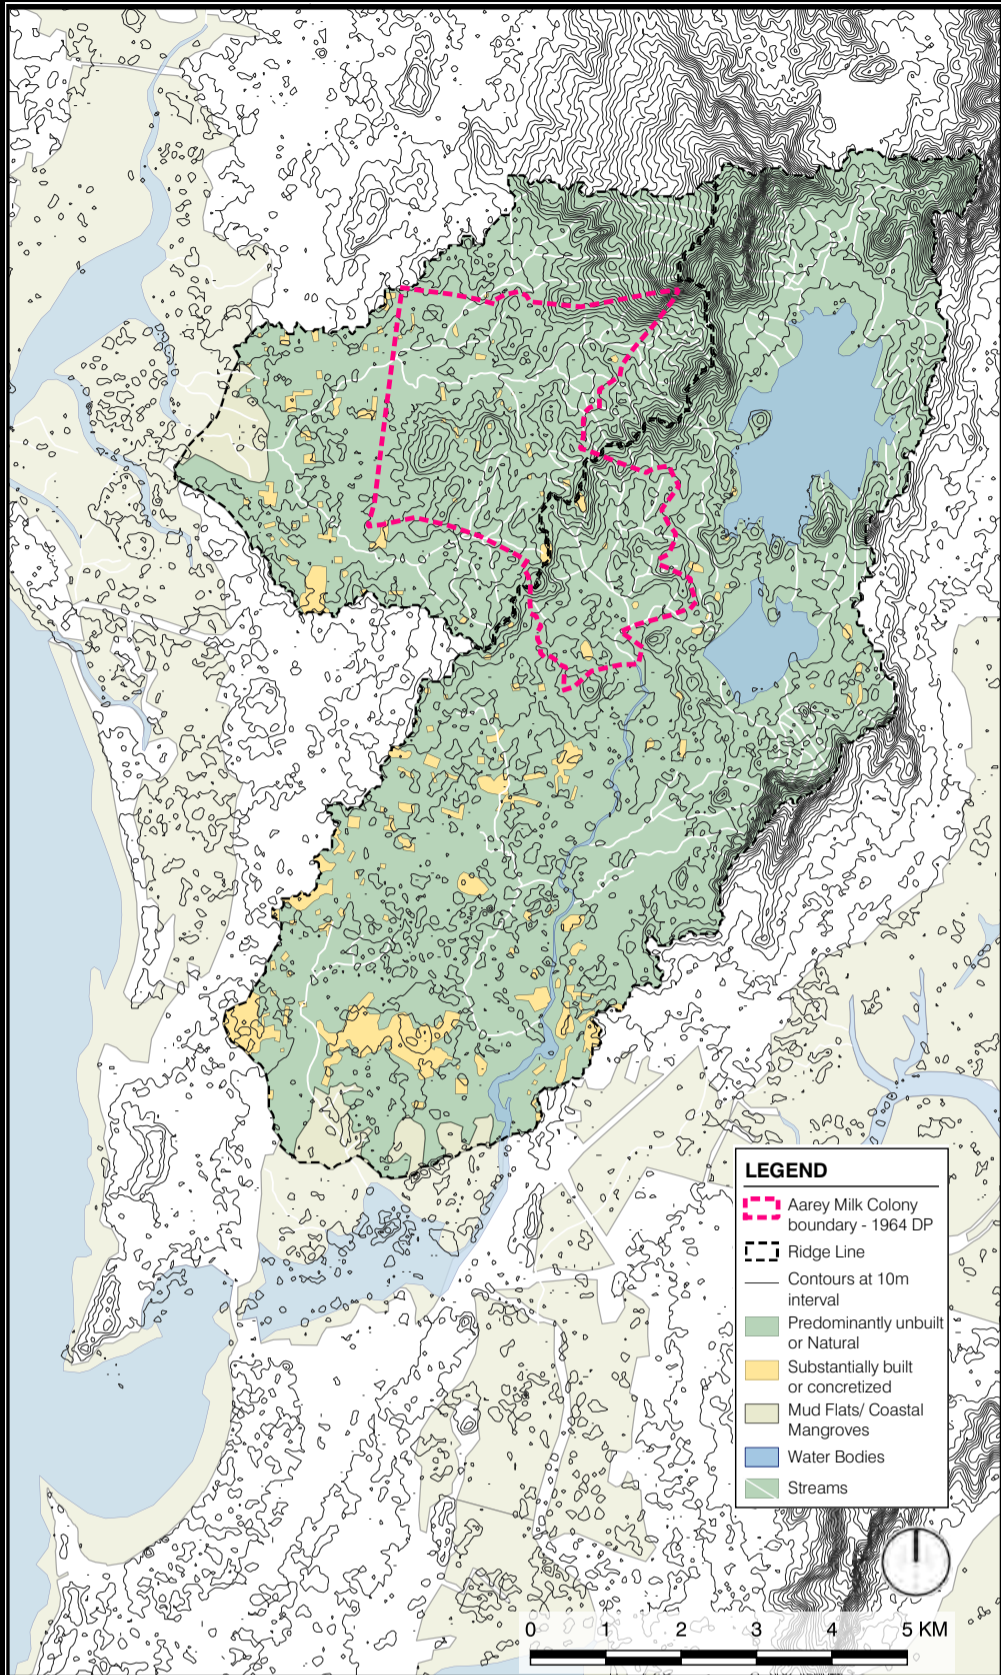 LEGEND
Aarey Milk Colony
boundary - 1964 DP
Ridge Line
Contours at 10m
interval
Predominantly unbuilt
or Natural
Substantially built
or concretized
Mud Flats/ Coastal
Mangroves
Water Bodies
Streams
0 1 2 3 4 5 KM